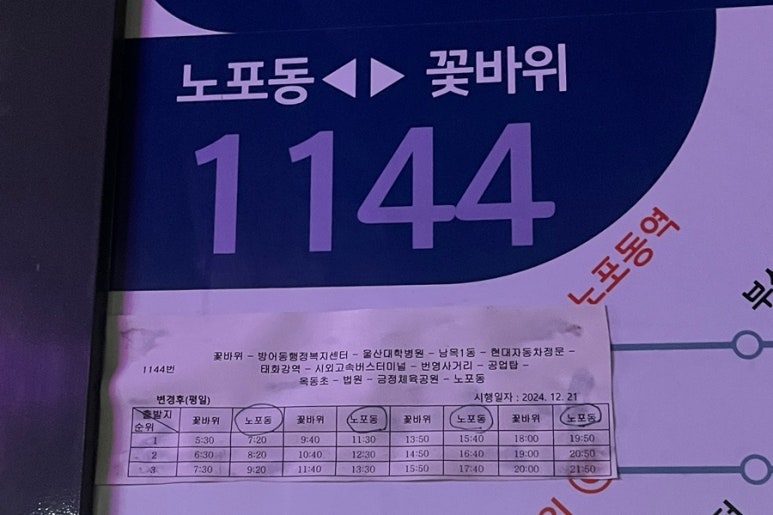 노포동 ◀ ▶ 꽃바위
1144
노포동역
부
1144번
꽃바위 - 방어동행정복지센터 - 울산대학병원 - 남목1동 - 현대자동차정문 -
태화강역 - 시외고속버스터미널 - 번영사거리 - 공업탑 -
옥동초 - 법원 - 금정체육공원 - 노포동
변경후(평일) 시행일자 : 2024. 12. 21
출발지 순위 꽃바위 노포동 꽃바위 노포동 꽃바위 노포동 꽃바위 노포동
1 5:30 7:20 9:40 11:30 13:50 15:40 18:00 19:50
2 6:30 8:20 10:40 12:30 14:50 16:40 19:00 20:50
3 7:30 9:20 11:40 13:30 15:50 17:40 20:00 21:50